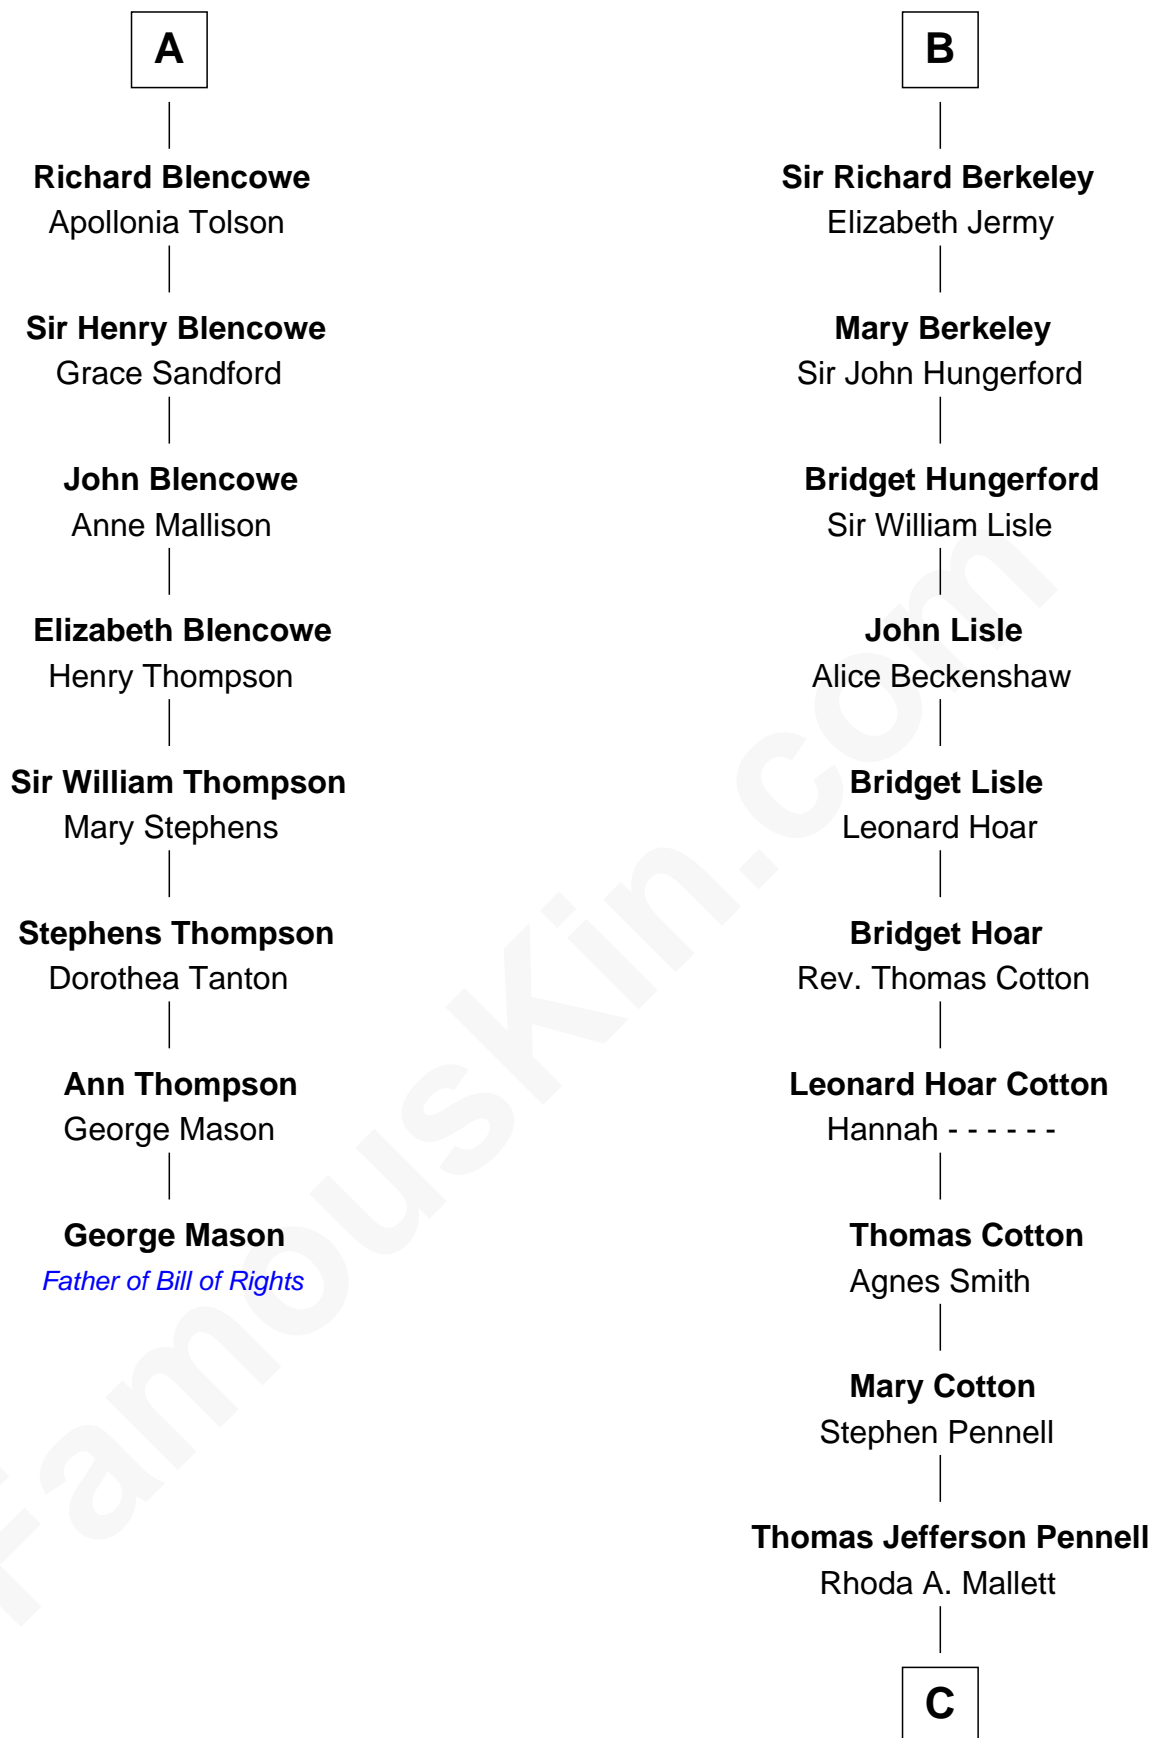 A
Richard Blencowe
Apollonia Tolson
Sir Henry Blencowe
Grace Sandford
John Blencowe
Anne Mallison
Elizabeth Blencowe
Henry Thompson
Sir William Thompson
Mary Stephens
Stephens Thompson
Dorothea Tanton
Ann Thompson
George Mason
George Mason
Father of Bill of Rights
B
Sir Richard Berkeley
Elizabeth Jermy
Mary Berkeley
Sir John Hungerford
Bridget Hungerford
Sir William Lisle
John Lisle
Alice Beckenshaw
Bridget Lisle
Leonard Hoar
Bridget Hoar
Rev. Thomas Cotton
Leonard Hoar Cotton
Hannah - - - - - -
Thomas Cotton
Agnes Smith
Mary Cotton
Stephen Pennell
Thomas Jefferson Pennell
Rhoda A. Mallett
C
FamousKin.com